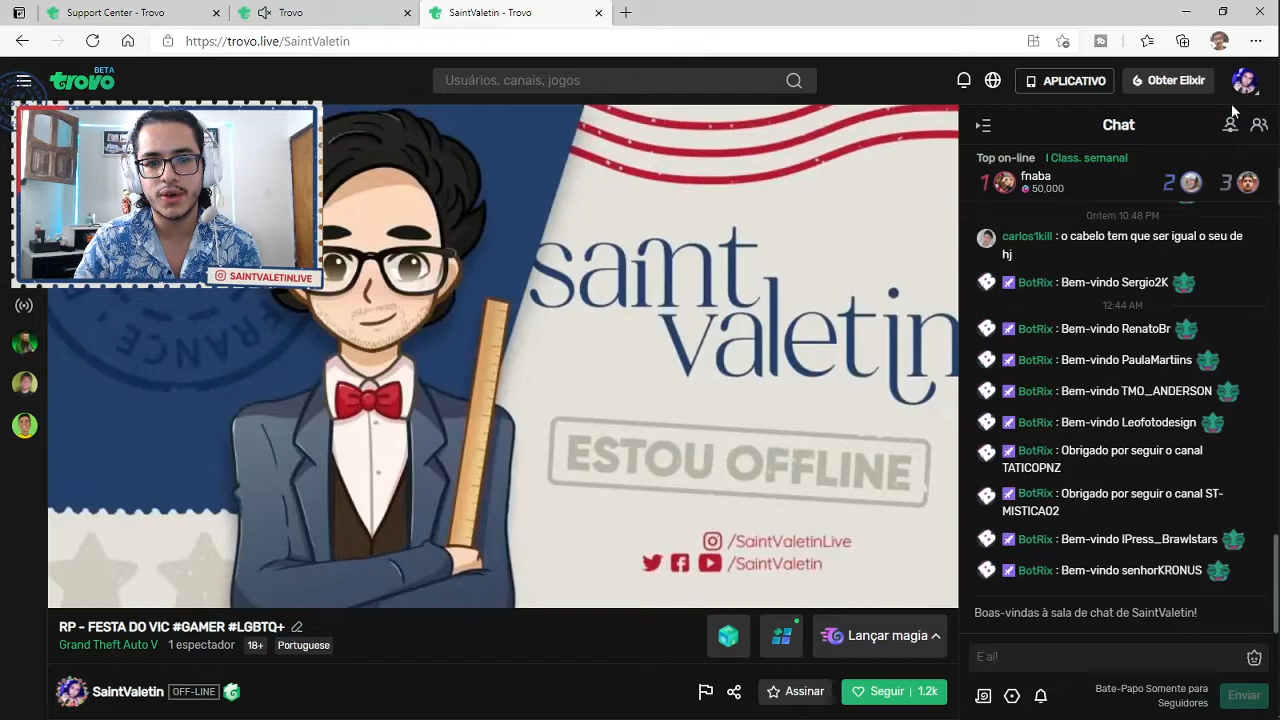 Support Center - Trovo
Trovo
SaintValetin - Trovo
https://trovo.live/SaintValetin
trovo
BETA
Usuários, canais, jogos
APLICATIVO
Obter Elixir
SAINTVALETINLIVE
FRANCE
saint
valetin
ESTOU OFFLINE
/SaintValetinLive
/SaintValetin
Chat
Top on-line | Class. semanal
1 fnaba
50,000
2
3
Ontem 10:48 PM
carlos1kill : o cabelo tem que ser igual o seu de
hj
BotRix : Bem-vindo Sergio2K
12:44 AM
BotRix : Bem-vindo RenatoBr
BotRix : Bem-vindo PaulaMartiins
BotRix : Bem-vindo TMO_ANDERSON
BotRix : Bem-vindo Leofotodesign
BotRix : Obrigado por seguir o canal
TATICOPNZ
BotRix : Obrigado por seguir o canal ST-
MISTICA02
BotRix : Bem-vindo IPress_Brawlstars
BotRix : Bem-vindo senhorKRONUS
Boas-vindas à sala de chat de SaintValetin!
E aí!
Bate-Papo Somente para
Seguidores
Enviar
RP - FESTA DO VIC #GAMER #LGBTQ+
Grand Theft Auto V 1 espectador 18+ Portuguese
Lançar magia
SaintValetin OFF-LINE
Assinar
Seguir | 1.2k